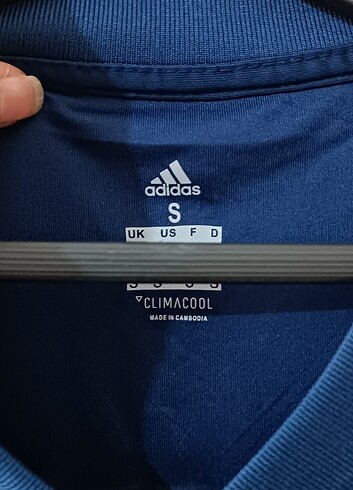 adidas
S
UK US F D
CLIMACOOL
MADE IN CAMBODIA